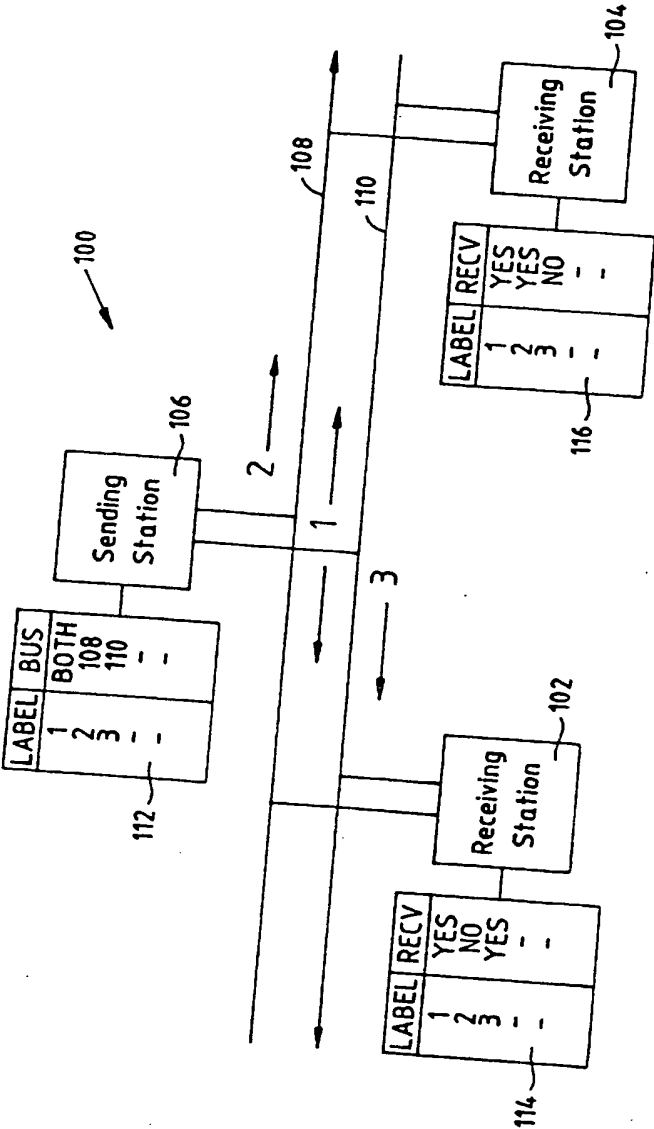 100
LABEL BUS
1 BOTH
2 108
3 110
- -
- -
112
Sending
Station
106
2
1
3
108
110
LABEL RECV
1 YES
2 NO
3 YES
- -
- -
114
Receiving
Station
102
LABEL RECV
1 YES
2 YES
3 NO
- -
- -
116
Receiving
Station
104